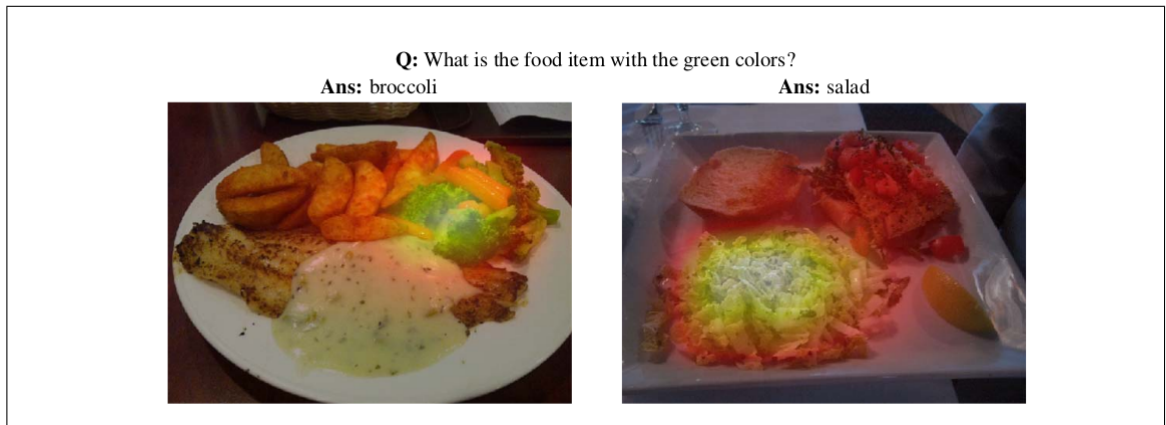 Q: What is the food item with the green colors?
Ans: broccoli
Ans: salad